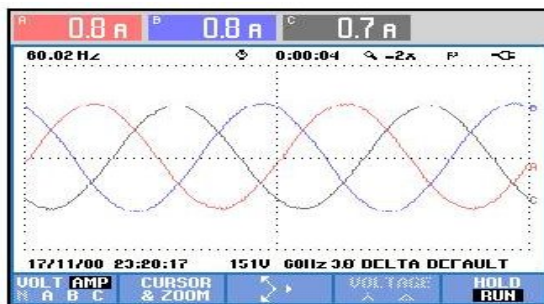 A 0.8 A B 0.8 A C 0.7 A
60.02 Hz 0:00:04 -2x
B
A
C
17/11/00 23:20:17 151V 60Hz 3.0° DELTA DEFAULT
VOLT AMP CURSOR VOLTAGE HOLD
N A B C & ZOOM RUN